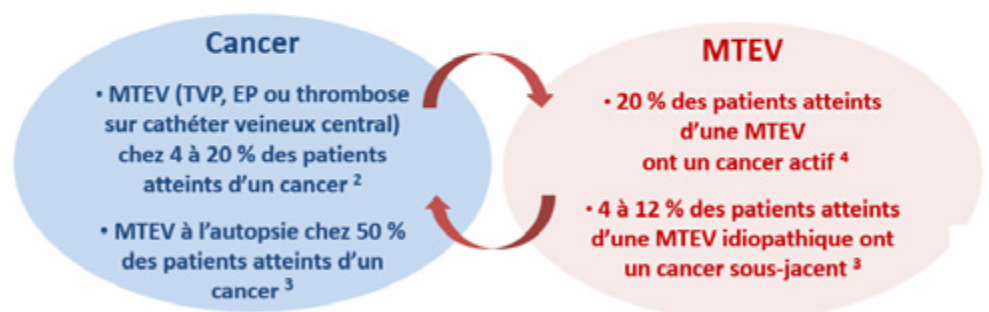 Cancer
• MTEV (TVP, EP ou thrombose
sur cathéter veineux central)
chez 4 à 20 % des patients
atteints d’un cancer ²
• MTEV à l’autopsie chez 50 %
des patients atteints d’un
cancer ³
MTEV
• 20 % des patients atteints
d’une MTEV
ont un cancer actif ⁴
• 4 à 12 % des patients atteints
d’une MTEV idiopathique ont
un cancer sous-jacent ³